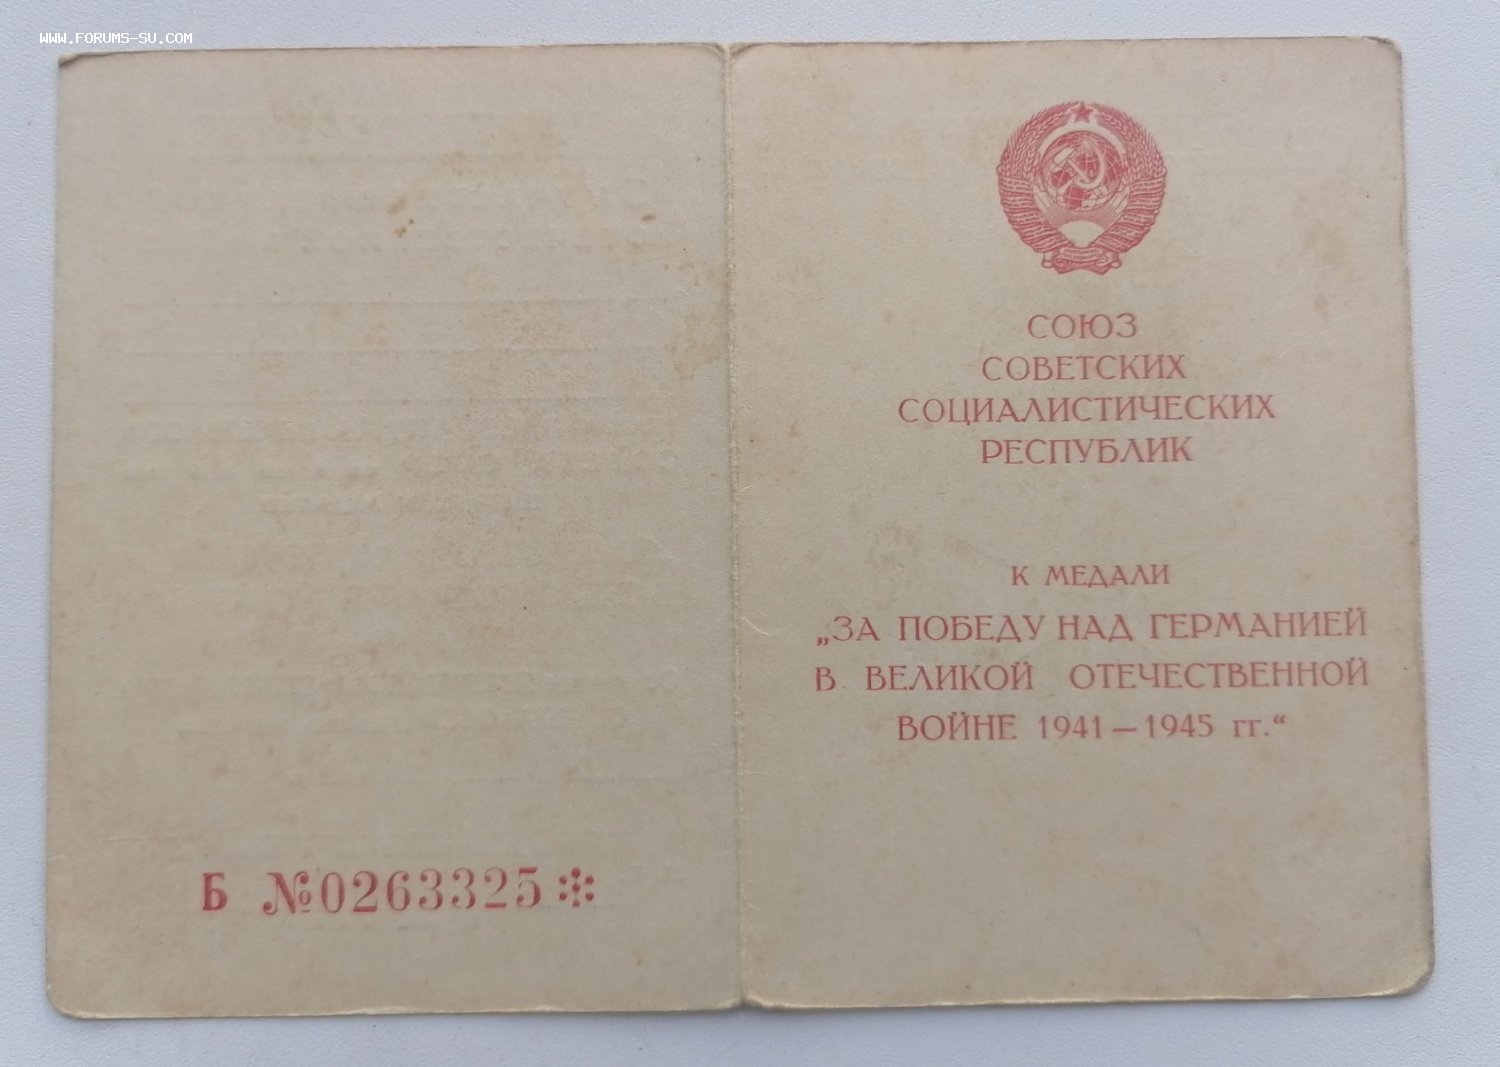 www.forums-su.com
СОЮЗ
СОВЕТСКИХ
СОЦИАЛИСТИЧЕСКИХ
РЕСПУБЛИК
К МЕДАЛИ
„ЗА ПОБЕДУ НАД ГЕРМАНИЕЙ
В ВЕЛИКОЙ ОТЕЧЕСТВЕННОЙ
ВОЙНЕ 1941—1945 гг.“
Б №0263325